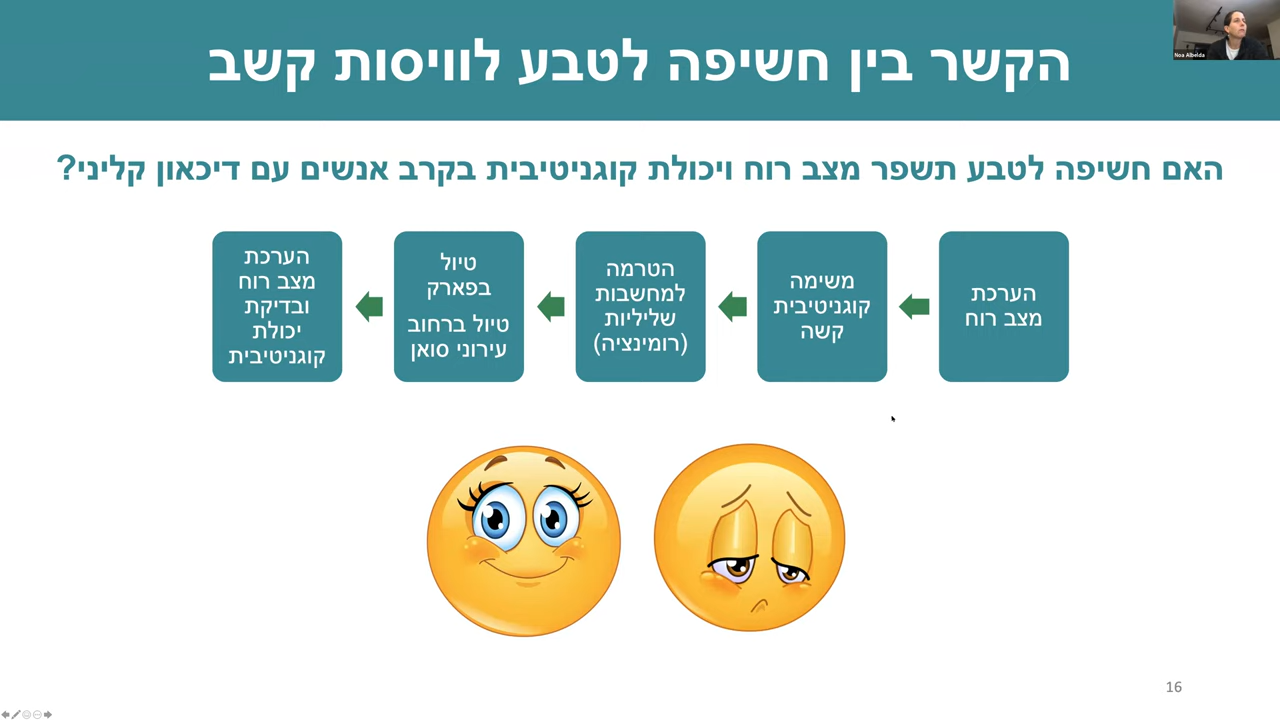 הקשר בין חשיפה לטבע לוויסות קשב
Noa Albelda
האם חשיפה לטבע תשפר מצב רוח ויכולת קוגניטיבית בקרב אנשים עם דיכאון קליני?
הערכת
מצב רוח
משימה
קוגניטיבית
קשה
הטרמה
למחשבות
שליליות
(רומינציה)
טיול
בפארק
טיול ברחוב
עירוני סואן
הערכת
מצב רוח
ובדיקת
יכולת
קוגניטיבית
16